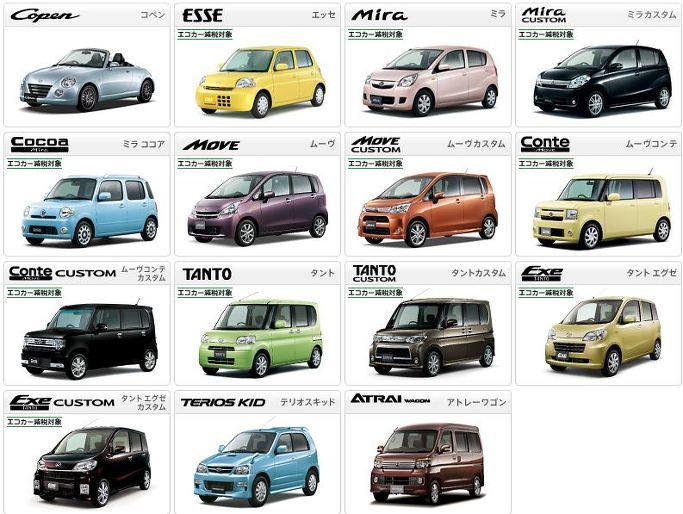 Copen コペン
ESSE エッセ
エコカー減税対象
Mira ミラ
エコカー減税対象
Mira CUSTOM ミラカスタム
エコカー減税対象
Cocoa Mira ミラ ココア
エコカー減税対象
MOVE ムーヴ
エコカー減税対象
MOVE CUSTOM ムーヴカスタム
エコカー減税対象
Conte Move ムーヴコンテ
エコカー減税対象
Conte Move CUSTOM ムーヴコンテ
カスタム
エコカー減税対象
TANTO タント
エコカー減税対象
TANTO CUSTOM タントカスタム
エコカー減税対象
Exe TANTO タント エグゼ
エコカー減税対象
Exe TANTO CUSTOM タント エグゼ
カスタム
エコカー減税対象
TERIOS KID テリオスキッド
ATRAI WAGON アトレーワゴン